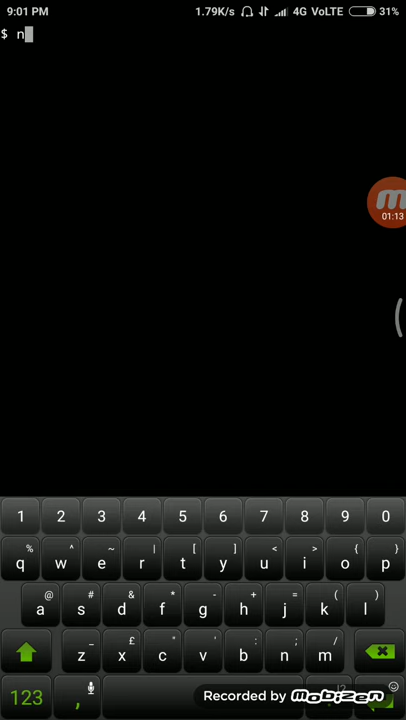 9:01 PM 1.79K/s 4G VoLTE 31%
$ n
m
01:13
1 2 3 4 5 6 7 8 9 0
% ^ ~ | [ ] < > { }
q w e r t y u i o p
@ # & * - + = ( )
a s d f g h j k l
_ £ " ' : ; /
z x c v b n m
123 , !?
Recorded by mobizen